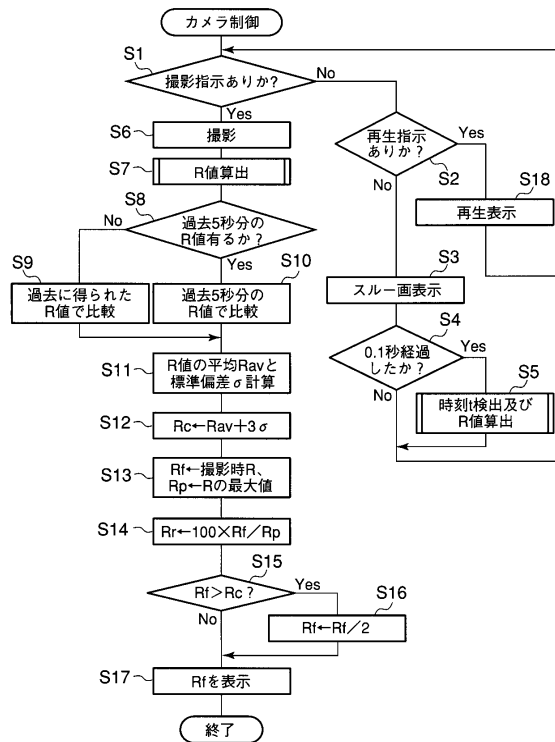 カメラ制御
S1
撮影指示ありか?
No
Yes
S6
撮影
S7
R値算出
S8
過去5秒分の
R値有るか?
No
Yes
S9
過去に得られた
R値で比較
S10
過去5秒分の
R値で比較
S11
R値の平均Ravと
標準偏差σ計算
S12
Rc←Rav+3σ
S13
Rf←撮影時R、
Rp←Rの最大値
S14
Rr←100×Rf/Rp
S15
Rf>Rc?
Yes
No
S16
Rf←Rf/2
S17
Rfを表示
終了
再生指示
ありか?
Yes
S2
No
S18
再生表示
S3
スルー画表示
S4
0.1秒経過
したか?
Yes
No
S5
時刻t検出及び
R値算出